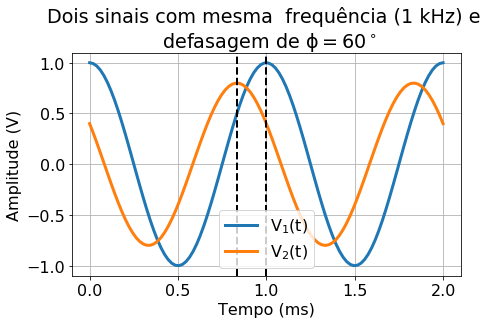 Dois sinais com mesma  frequência (1 kHz) e
defasagem de ϕ = 60°
Amplitude (V)
1.0
0.5
0.0
−0.5
−1.0
V₁(t)
V₂(t)
0.0 0.5 1.0 1.5 2.0
Tempo (ms)